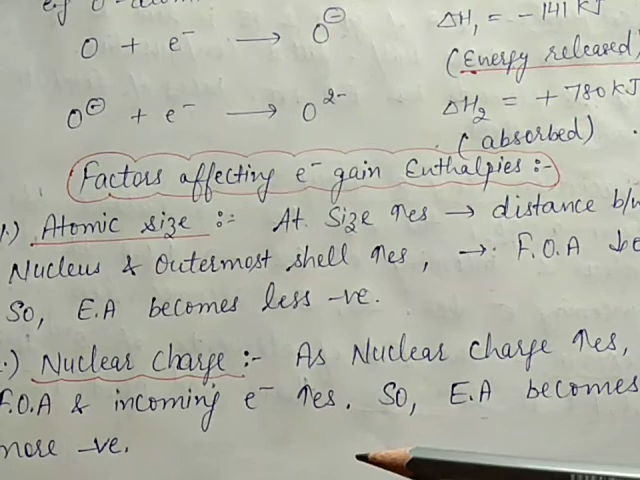 e.g O-atom
ΔH₁ = -141 KJ
O + e⁻ → O⊖
(Energy released)
O⊖ + e⁻ → O²⁻
ΔH₂ = + 780 KJ
(absorbed)
Factors affecting e⁻ gain Enthalpies :-
1.) Atomic size :- At. Size ↑es → distance b/w
Nucleus & Outermost shell ↑es, → F.O.A
So, E.A becomes less -ve.
.) Nuclear Charge :- As Nuclear charge ↑es,
F.O.A & incoming e⁻ ↑es. So, E.A becomes
more -ve.